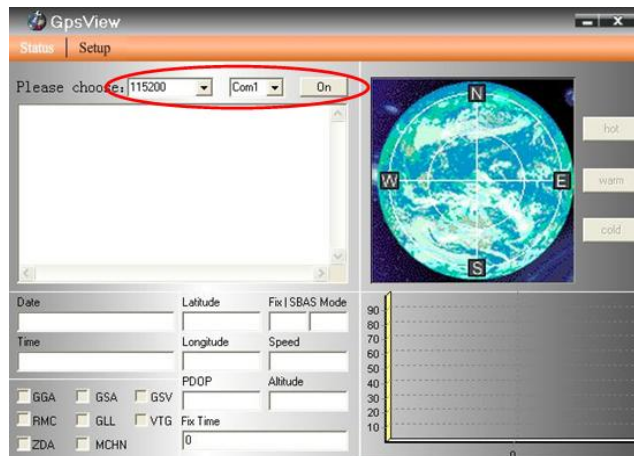 GpsView
Status | Setup
Please choose: 115200 Com1 On
N
W E
S
hot
warm
cold
Date Latitude Fix | SBAS Mode
Time Longitude Speed
PDOP Altitude
GGA GSA GSV
RMC GLL VTG Fix Time
ZDA MCHN 0
90
80
70
60
50
40
30
20
10
0